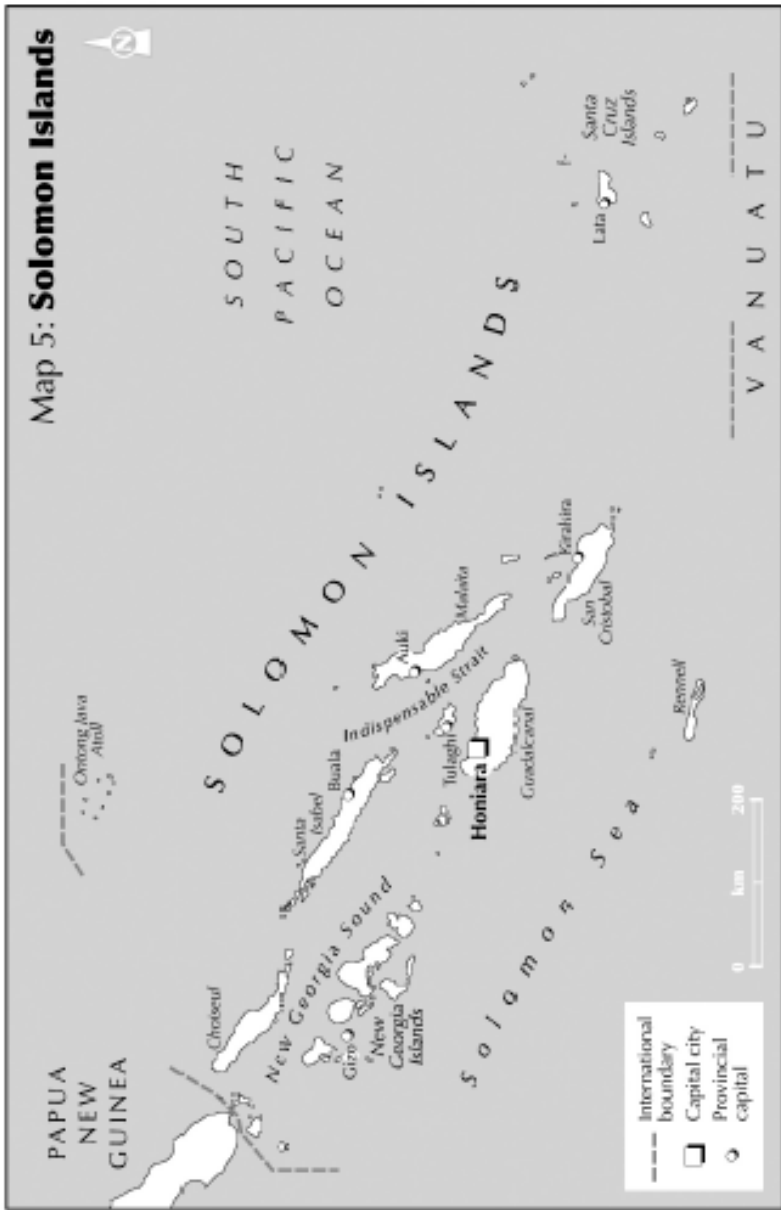 Map 5: Solomon Islands
N
PAPUA
NEW
GUINEA
Ontong Java
Atoll
SOUTH
PACIFIC
OCEAN
SOLOMON ISLANDS
Choiseul
New Georgia Sound
Santa
Isabel
Buala
Gizo
New
Georgia
Islands
Indispensable Strait
Auki
Malaita
Tulaghi
Honiara
Guadalcanal
Kirakira
San
Cristobal
Rennell
Solomon Sea
Lata
Santa
Cruz
Islands
VANUATU
International
boundary
Capital city
Provincial
capital
0 km 200